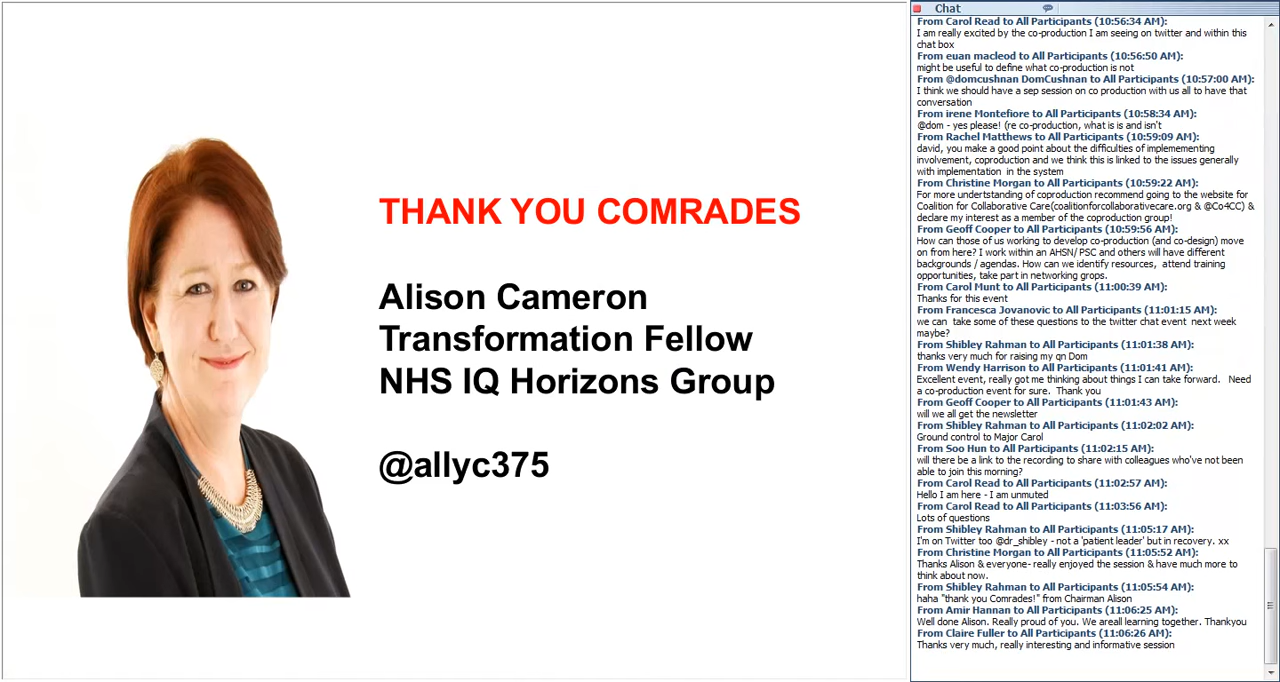 THANK YOU COMRADES
Alison Cameron
Transformation Fellow
NHS IQ Horizons Group
@allyc375
Chat
From Carol Read to All Participants (10:56:34 AM):
I am really excited by the co-production I am seeing on twitter and within this
chat box
From euan macleod to All Participants (10:56:50 AM):
might be useful to define what co-production is not
From @domcushnan DomCushnan to All Participants (10:57:00 AM):
I think we should have a sep session on co production with us all to have that
conversation
From irene Montefiore to All Participants (10:58:34 AM):
@dom - yes please! (re co-production, what is is and isn't
From Rachel Matthews to All Participants (10:59:09 AM):
david, you make a good point about the difficulties of implemementing
involvement, coproduction and we think this is linked to the issues generally
with implementation in the system
From Christine Morgan to All Participants (10:59:22 AM):
For more undertstanding of coproduction recommend going to the website for
Coalition for Collaborative Care(coalitionforcollaborativecare.org & @Co4CC) &
declare my interest as a member of the coproduction group!
From Geoff Cooper to All Participants (10:59:56 AM):
How can those of us working to develop co-production (and co-design) move
on from here? I work within an AHSN/ PSC and others will have different
backgrounds / agendas. How can we identify resources, attend training
opportunities, take part in networking grops.
From Carol Munt to All Participants (11:00:39 AM):
Thanks for this event
From Francesca Jovanovic to All Participants (11:01:15 AM):
we can take some of these questions to the twitter chat event next week
maybe?
From Shibley Rahman to All Participants (11:01:38 AM):
thanks very much for raising my qn Dom
From Wendy Harrison to All Participants (11:01:41 AM):
Excellent event, really got me thinking about things I can take forward. Need
a co-production event for sure. Thank you
From Geoff Cooper to All Participants (11:01:43 AM):
will we all get the newsletter
From Shibley Rahman to All Participants (11:02:02 AM):
Ground control to Major Carol
From Soo Hun to All Participants (11:02:15 AM):
will there be a link to the recording to share with colleagues who've not been
able to join this morning?
From Carol Read to All Participants (11:02:57 AM):
Hello I am here - I am unmuted
From Carol Read to All Participants (11:03:56 AM):
Lots of questions
From Shibley Rahman to All Participants (11:05:17 AM):
I'm on Twitter too @dr_shibley - not a 'patient leader' but in recovery. xx
From Christine Morgan to All Participants (11:05:52 AM):
Thanks Alison & everyone- really enjoyed the session & have much more to
think about now.
From Shibley Rahman to All Participants (11:05:54 AM):
haha "thank you Comrades!" from Chairman Alison
From Amir Hannan to All Participants (11:06:25 AM):
Well done Alison. Really proud of you. We areall learning together. Thankyou
From Claire Fuller to All Participants (11:06:26 AM):
Thanks very much, really interesting and informative session